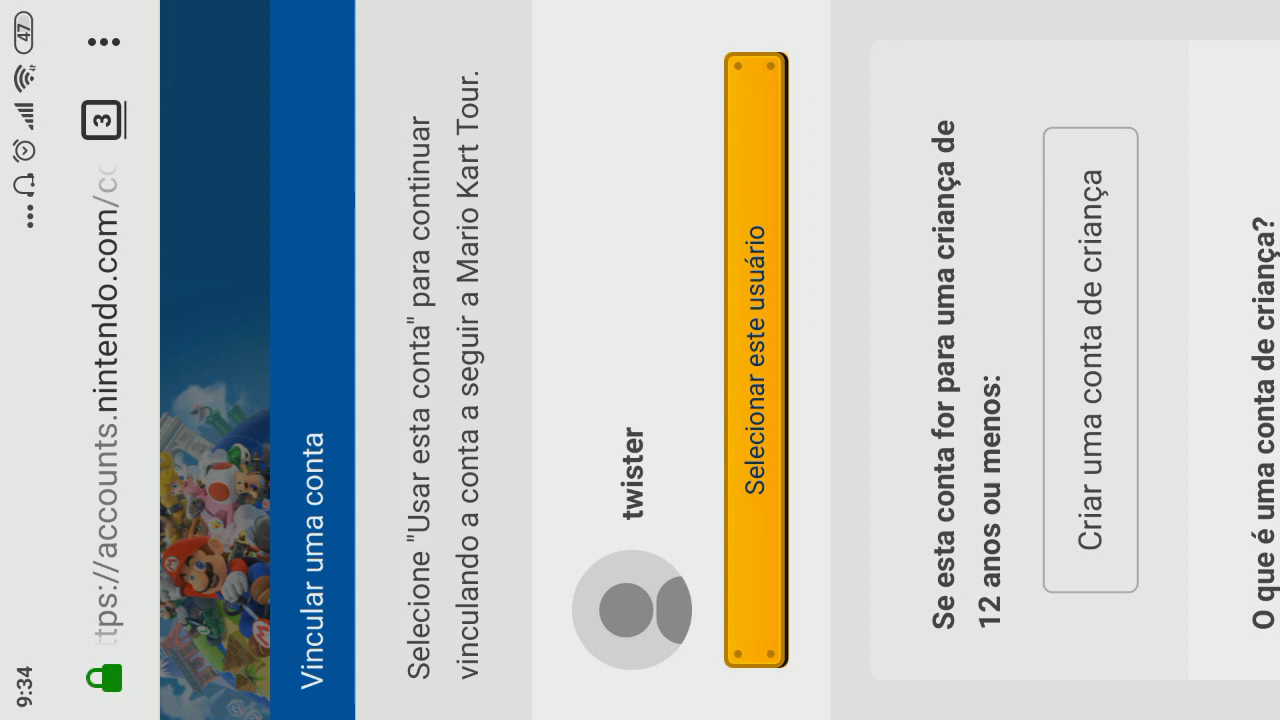 9:34
47
ttps://accounts.nintendo.com/cc
3
Vincular uma conta
Selecione "Usar esta conta" para continuar
vinculando a conta a seguir a Mario Kart Tour.
twister
Selecionar este usuário
Se esta conta for para uma criança de
12 anos ou menos:
Criar uma conta de criança
O que é uma conta de criança?